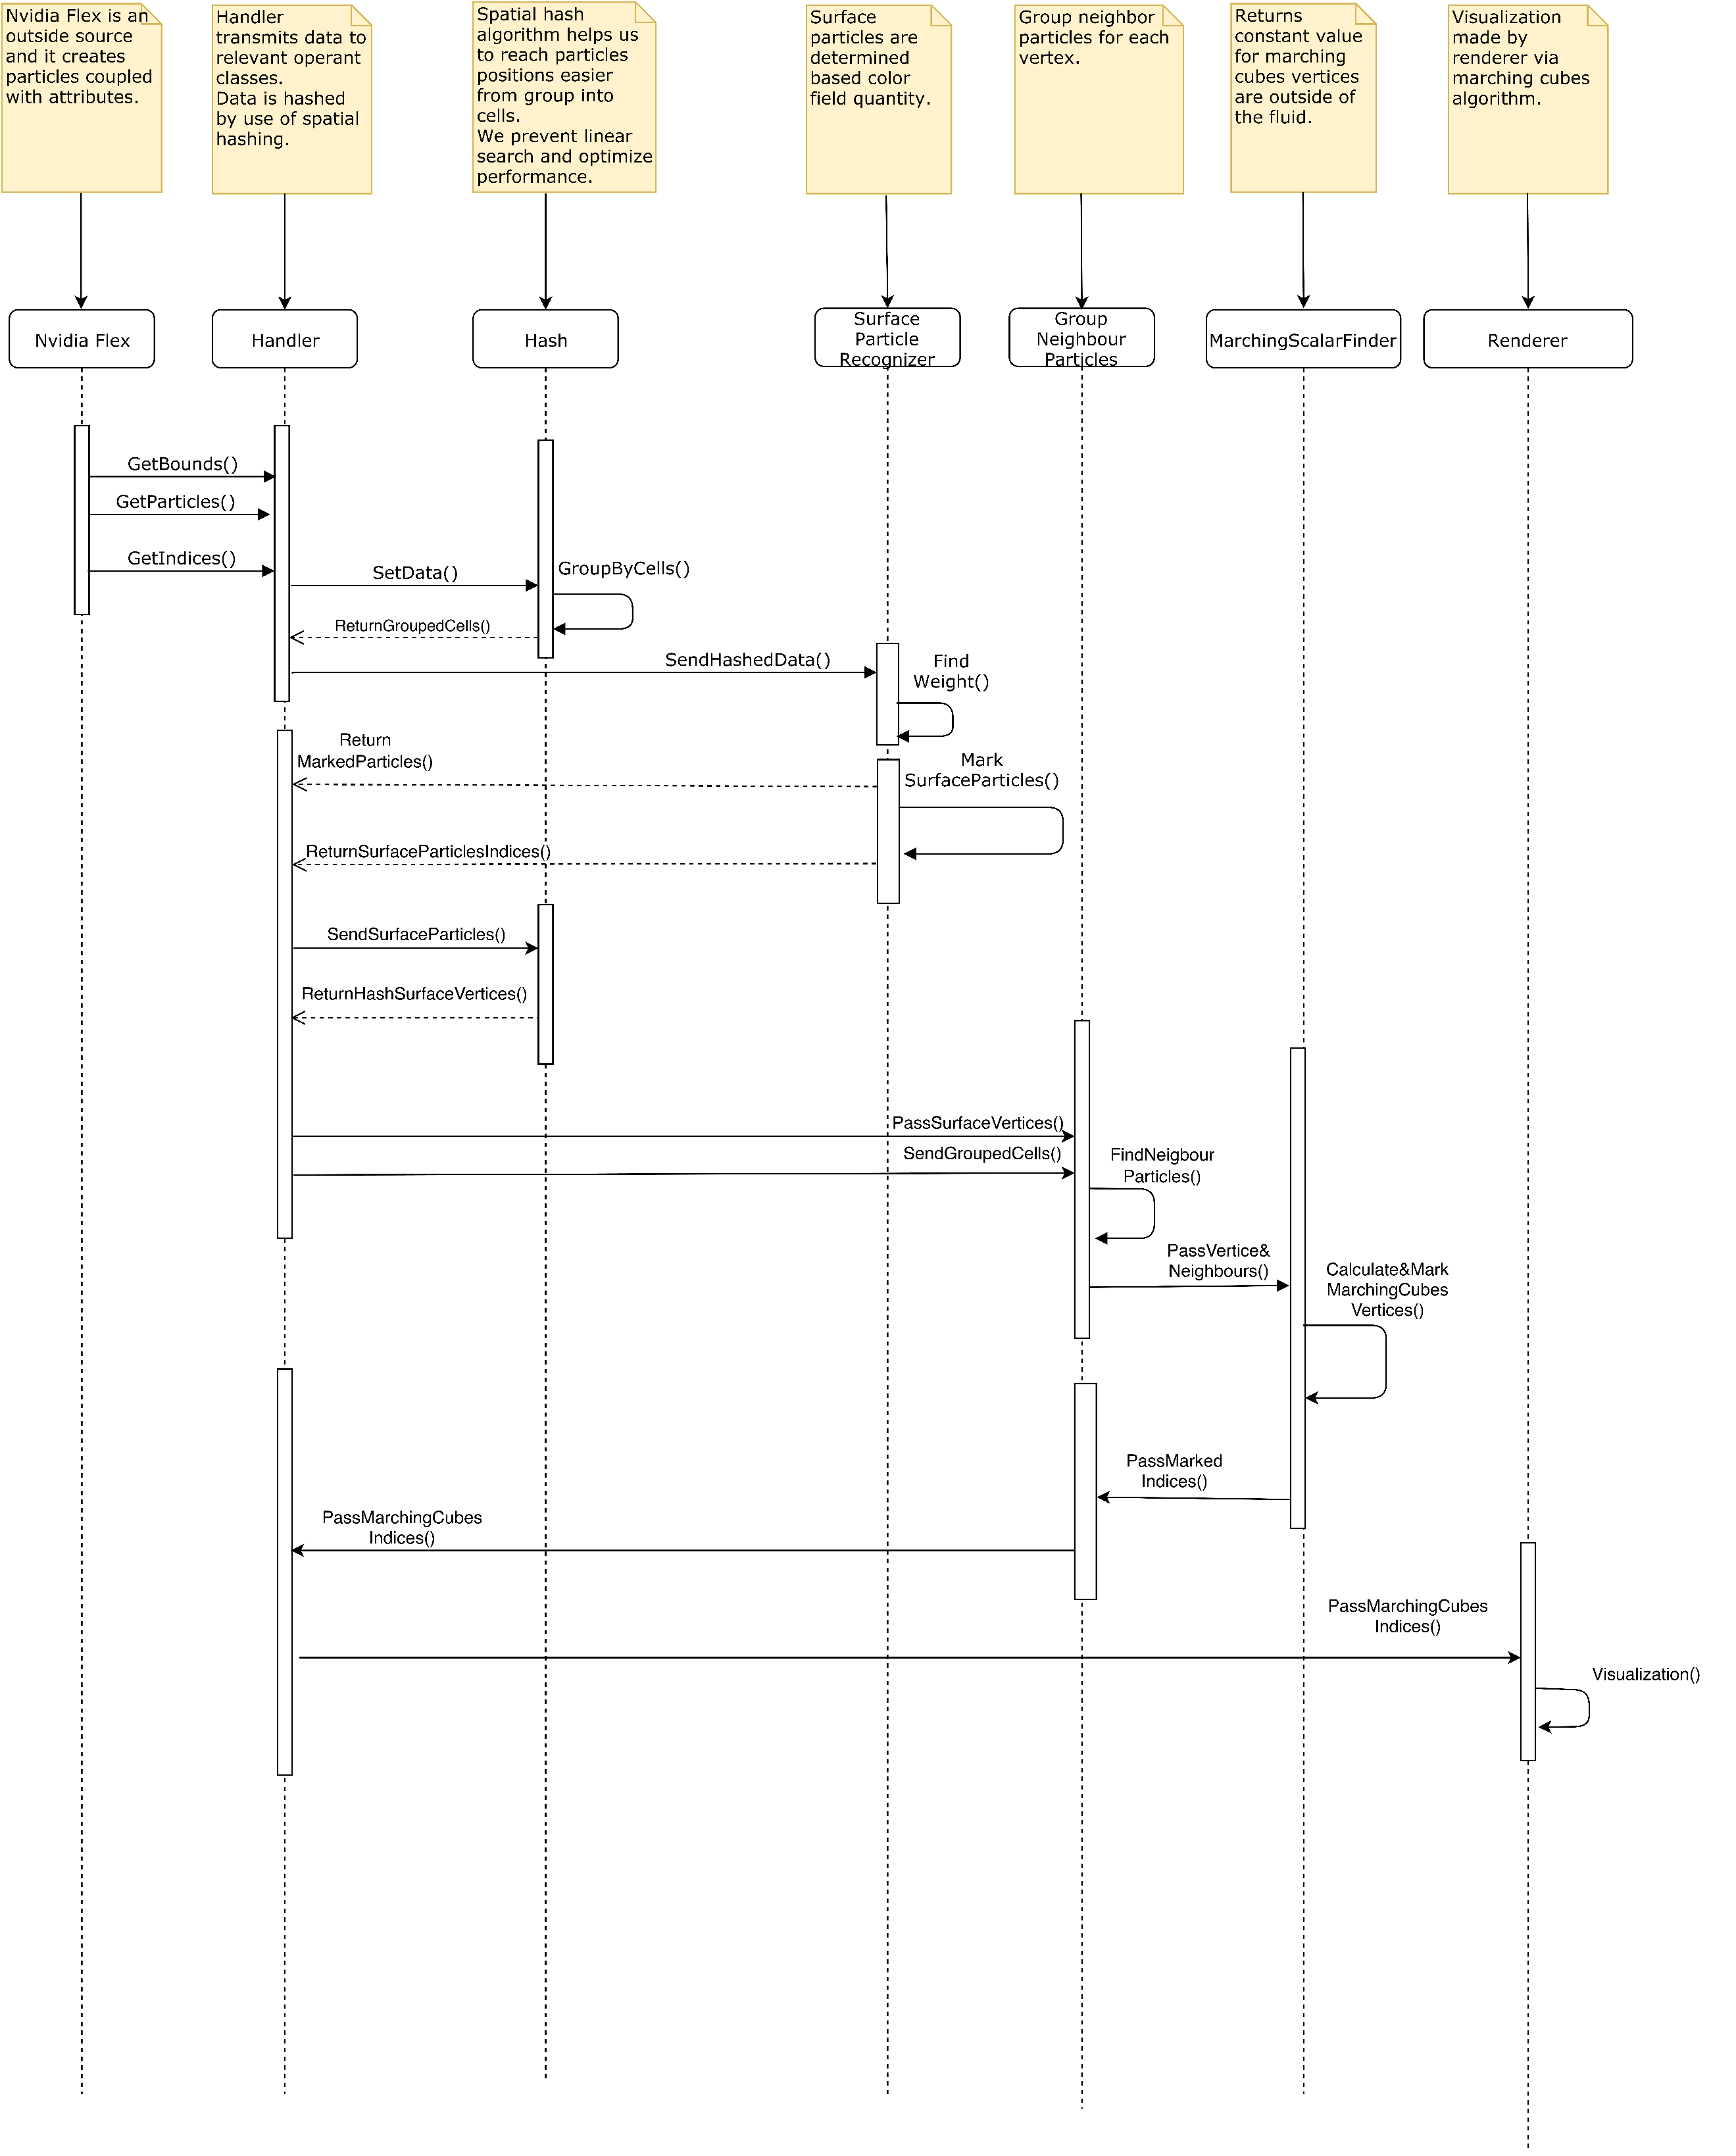 Nvidia Flex is an
outside source
and it creates
particles coupled
with attributes.
Handler
transmits data to
relevant operant
classes.
Data is hashed
by use of spatial
hashing.
Spatial hash
algorithm helps us
to reach particles
positions easier
from group into
cells.
We prevent linear
search and optimize
performance.
Surface
particles are
determined
based color
field quantity.
Group neighbor
particles for each
vertex.
Returns
constant value
for marching
cubes vertices
are outside of
the fluid.
Visualization
made by
renderer via
marching cubes
algorithm.
Nvidia Flex
Handler
Hash
Surface
Particle
Recognizer
Group
Neighbour
Particles
MarchingScalarFinder
Renderer
GetBounds()
GetParticles()
GetIndices()
SetData()
GroupByCells()
ReturnGroupedCells()
SendHashedData()
Find
Weight()
Return
MarkedParticles()
Mark
SurfaceParticles()
ReturnSurfaceParticlesIndices()
SendSurfaceParticles()
ReturnHashSurfaceVertices()
PassSurfaceVertices()
SendGroupedCells()
FindNeigbour
Particles()
PassVertice&
Neighbours()
Calculate&Mark
MarchingCubes
Vertices()
PassMarked
Indices()
PassMarchingCubes
Indices()
PassMarchingCubes
Indices()
Visualization()